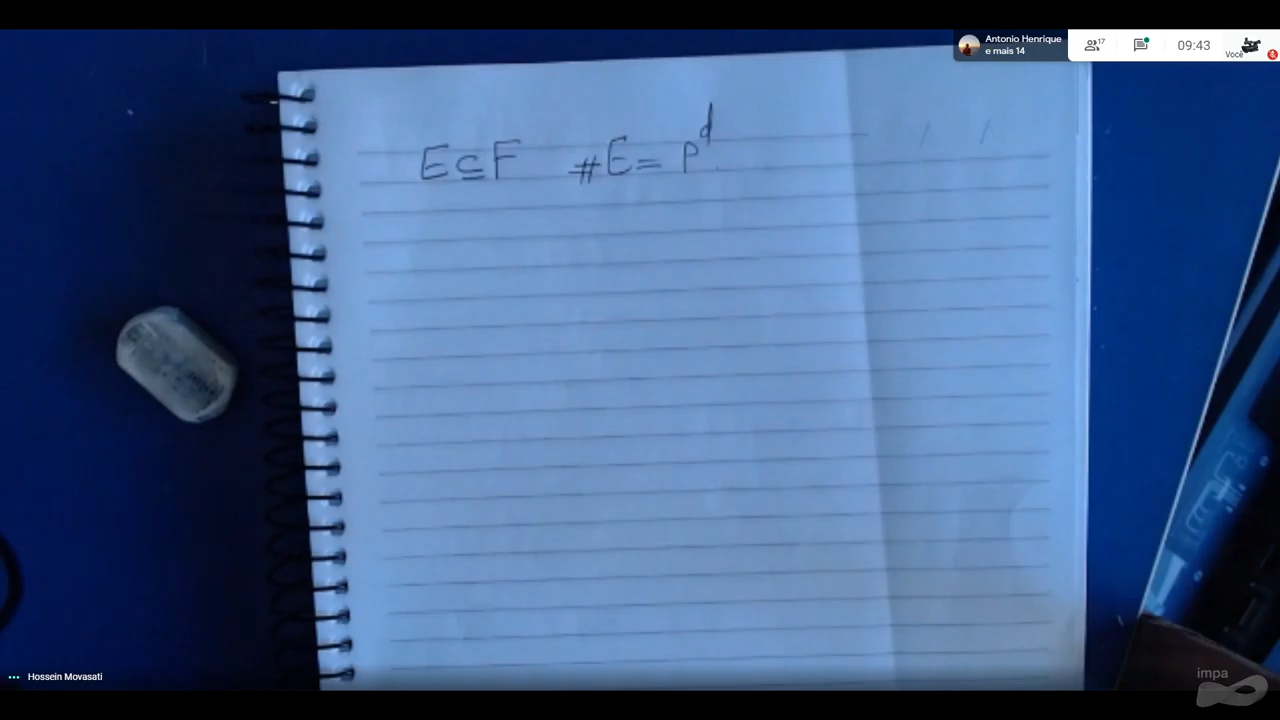 Antonio Henrique
e mais 14
17
09:43
Você
E ⊆ F #E = p^d
Hossein Movasati
impa